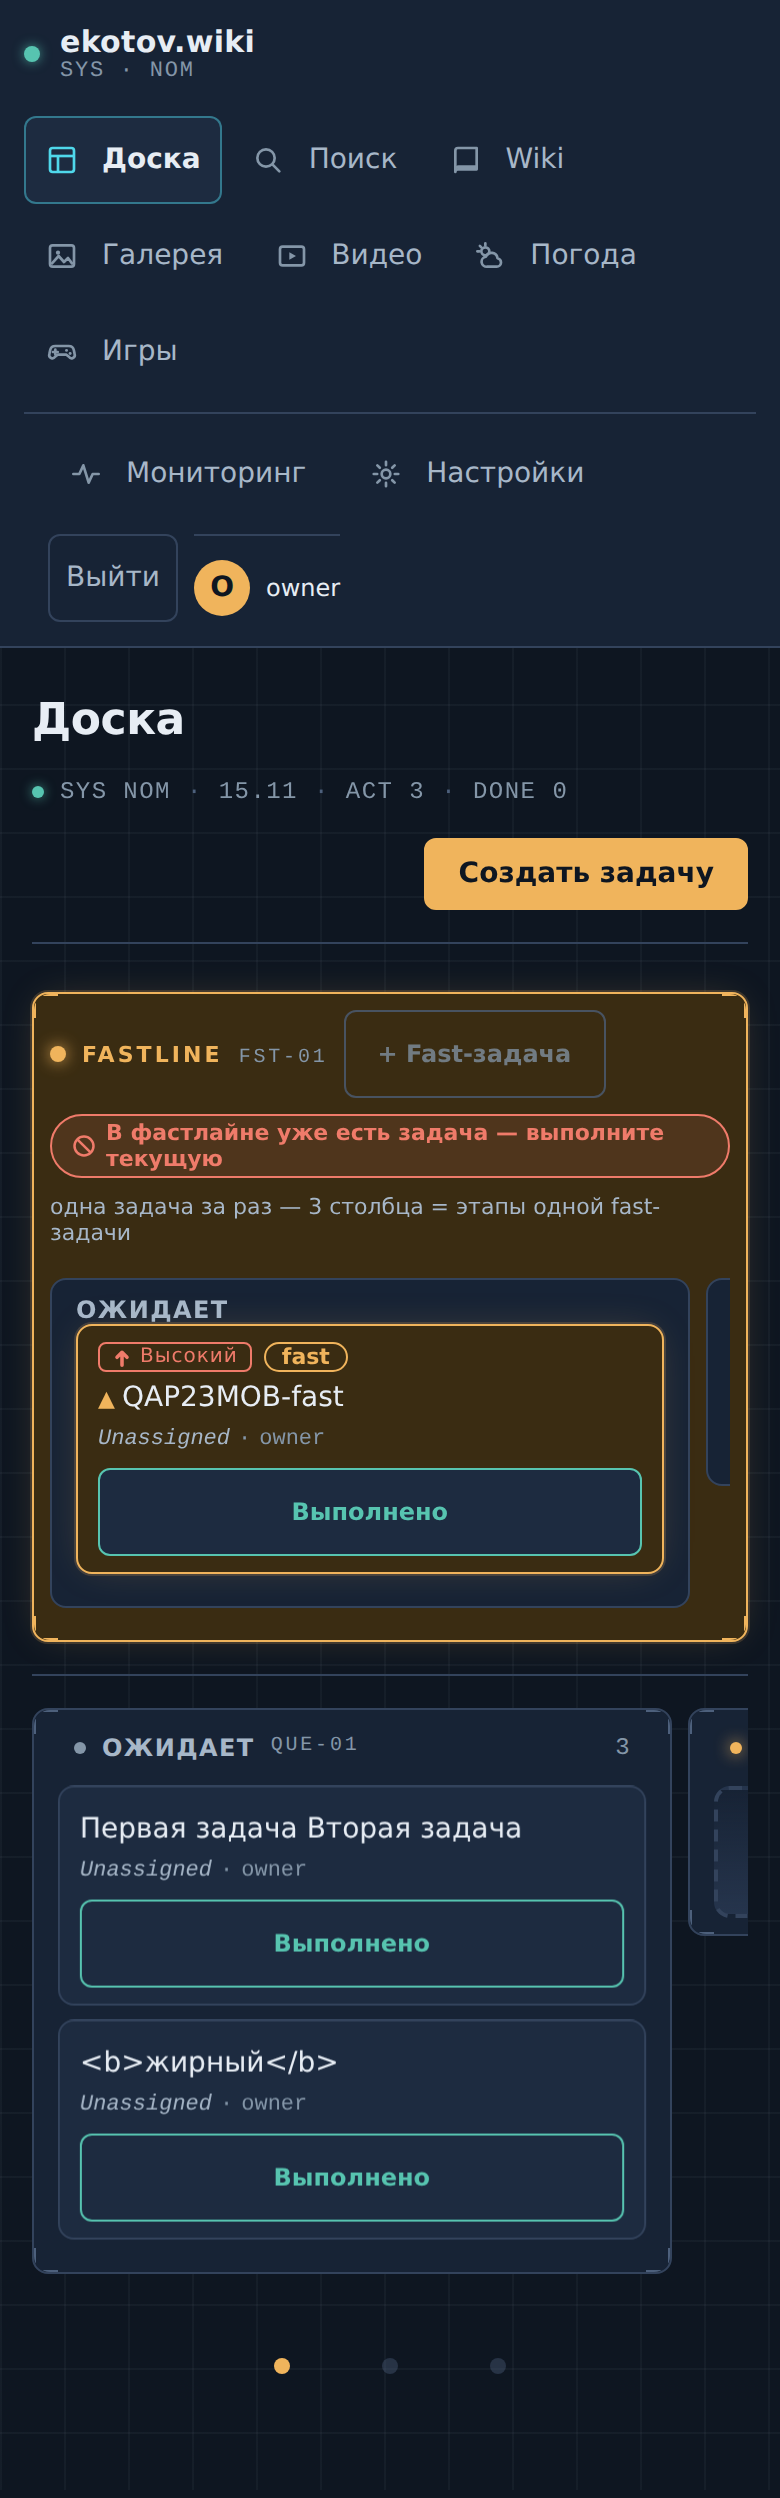 ekotov.wiki
SYS · NOM
Доска Поиск Wiki
Галерея Видео Погода
Игры
Мониторинг Настройки
Выйти O owner
Доска
SYS NOM · 15.11 · ACT 3 · DONE 0
Создать задачу
FASTLINE FST-01 + Fast-задача
В фастлайне уже есть задача — выполните
текущую
одна задача за раз — 3 столбца = этапы одной fast-
задачи
ОЖИДАЕТ
Высокий fast
▲ QAP23MOB-fast
Unassigned · owner
Выполнено
ОЖИДАЕТ QUE-01 3
Первая задача Вторая задача
Unassigned · owner
Выполнено
<b>жирный</b>
Unassigned · owner
Выполнено